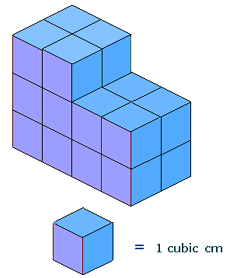 = 1 cubic cm